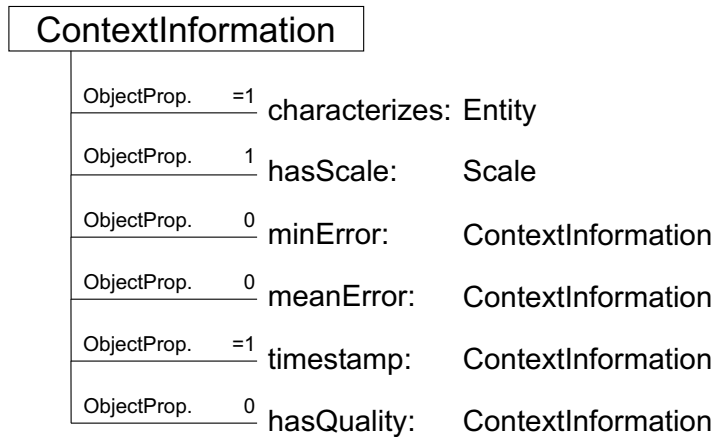 ContextInformation
ObjectProp. =1 characterizes: Entity
ObjectProp. 1 hasScale: Scale
ObjectProp. 0 minError: ContextInformation
ObjectProp. 0 meanError: ContextInformation
ObjectProp. =1 timestamp: ContextInformation
ObjectProp. 0 hasQuality: ContextInformation